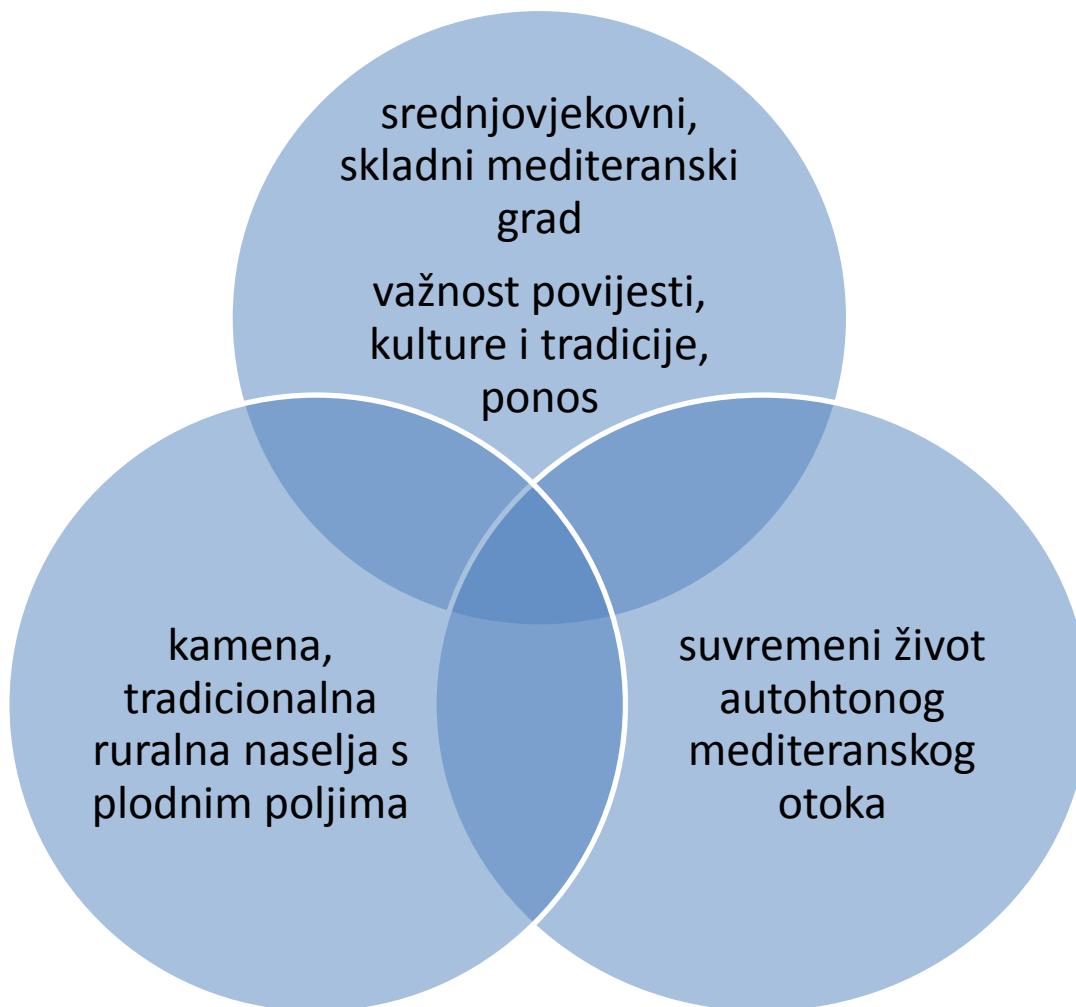 srednjovjekovni,
skladni mediteranski
grad
važnost povijesti,
kulture i tradicije,
ponos
kamena,
tradicionalna
ruralna naselja s
plodnim poljima
suvremeni život
autohtonog
mediteranskog
otoka